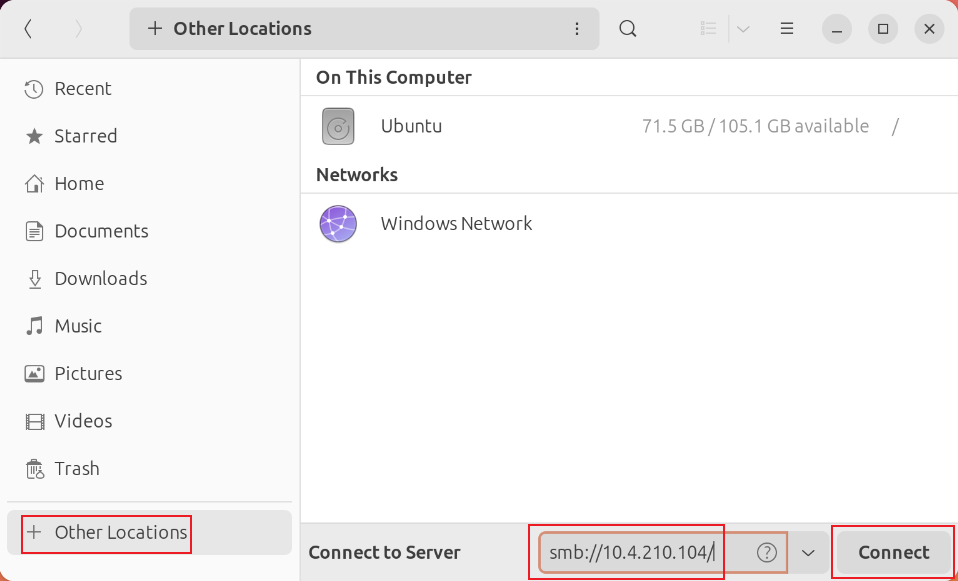 Other Locations
Recent
Starred
Home
Documents
Downloads
Music
Pictures
Videos
Trash
Other Locations
On This Computer
Ubuntu 71.5 GB / 105.1 GB available /
Networks
Windows Network
Connect to Server smb://10.4.210.104/ Connect